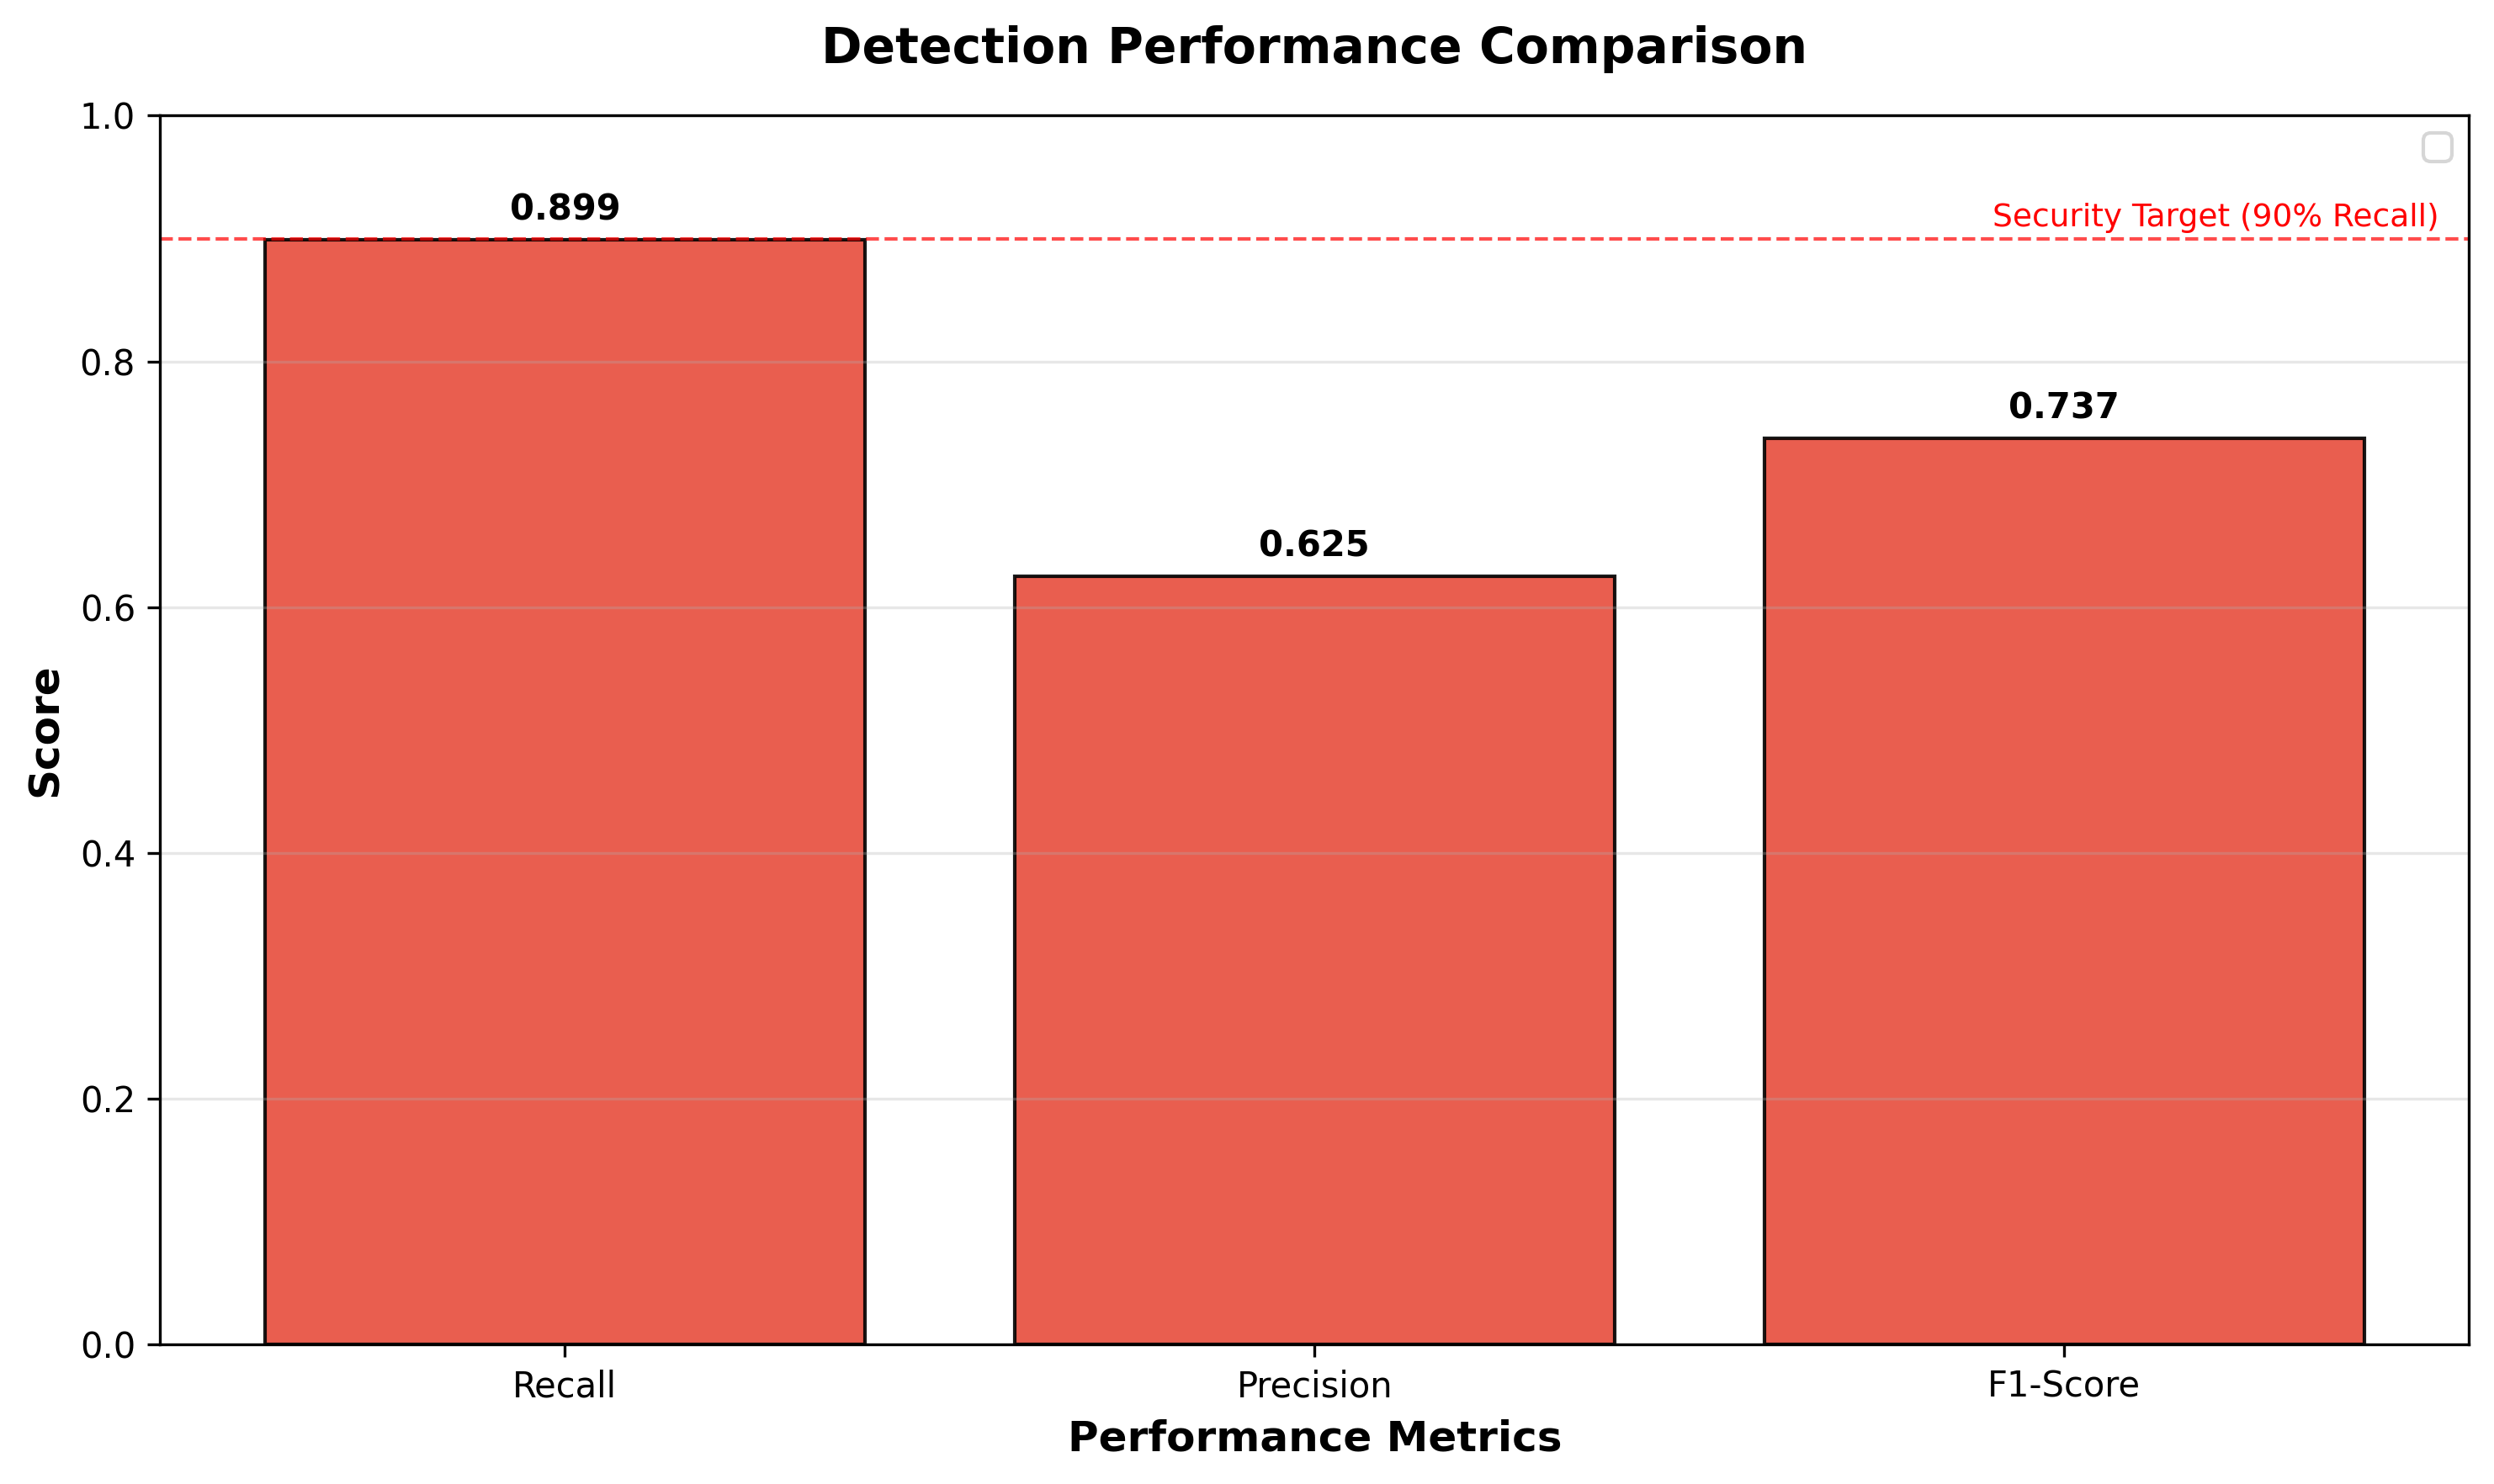 Detection Performance Comparison
1.0
0.8
0.6
0.4
0.2
0.0
Score
0.899
Security Target (90% Recall)
0.737
0.625
Recall
Precision
F1-Score
Performance Metrics